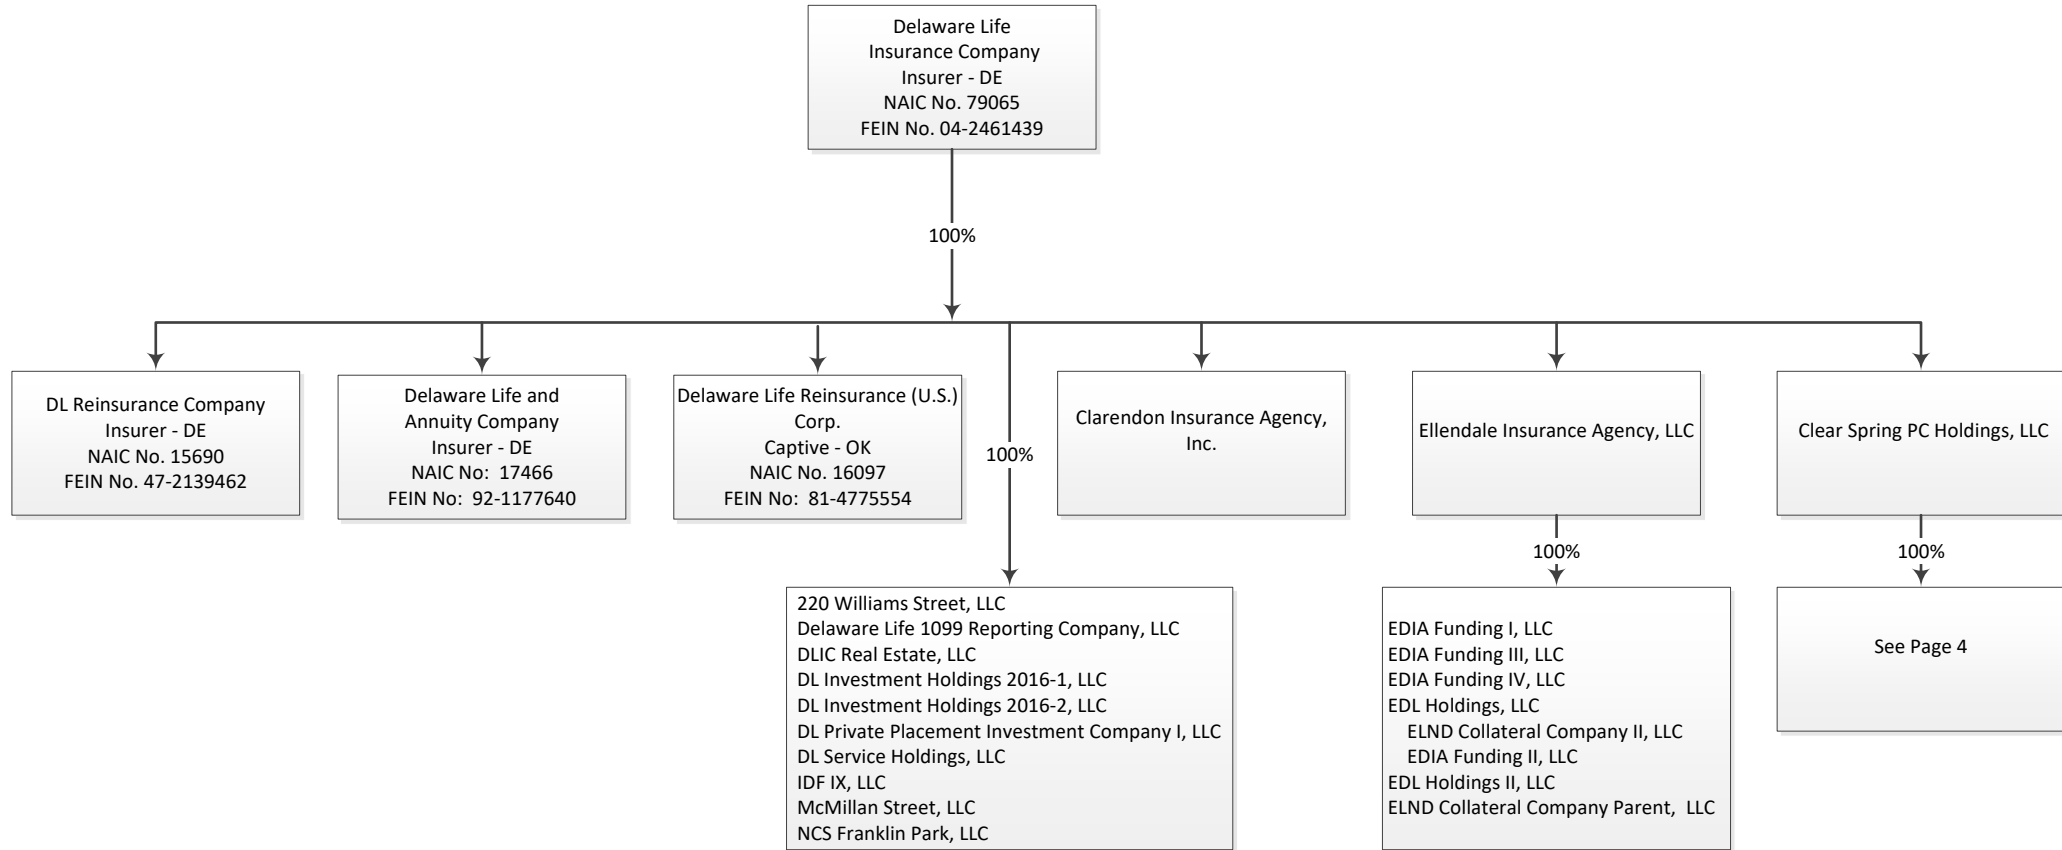 Delaware Life
Insurance Company
Insurer - DE
NAIC No. 79065
FEIN No. 04-2461439
100%
DL Reinsurance Company
Insurer - DE
NAIC No. 15690
FEIN No. 47-2139462
Delaware Life and
Annuity Company
Insurer - DE
NAIC No:  17466
FEIN No:  92-1177640
Delaware Life Reinsurance (U.S.)
Corp.
Captive - OK
NAIC No. 16097
FEIN No:  81-4775554
100%
Clarendon Insurance Agency,
Inc.
Ellendale Insurance Agency, LLC
Clear Spring PC Holdings, LLC
100%
100%
220 Williams Street, LLC
Delaware Life 1099 Reporting Company, LLC
DLIC Real Estate, LLC
DL Investment Holdings 2016-1, LLC
DL Investment Holdings 2016-2, LLC
DL Private Placement Investment Company I, LLC
DL Service Holdings, LLC
IDF IX, LLC
McMillan Street, LLC
NCS Franklin Park, LLC
EDIA Funding I, LLC
EDIA Funding III, LLC
EDIA Funding IV, LLC
EDL Holdings, LLC
ELND Collateral Company II, LLC
EDIA Funding II, LLC
EDL Holdings II, LLC
ELND Collateral Company Parent,  LLC
See Page 4